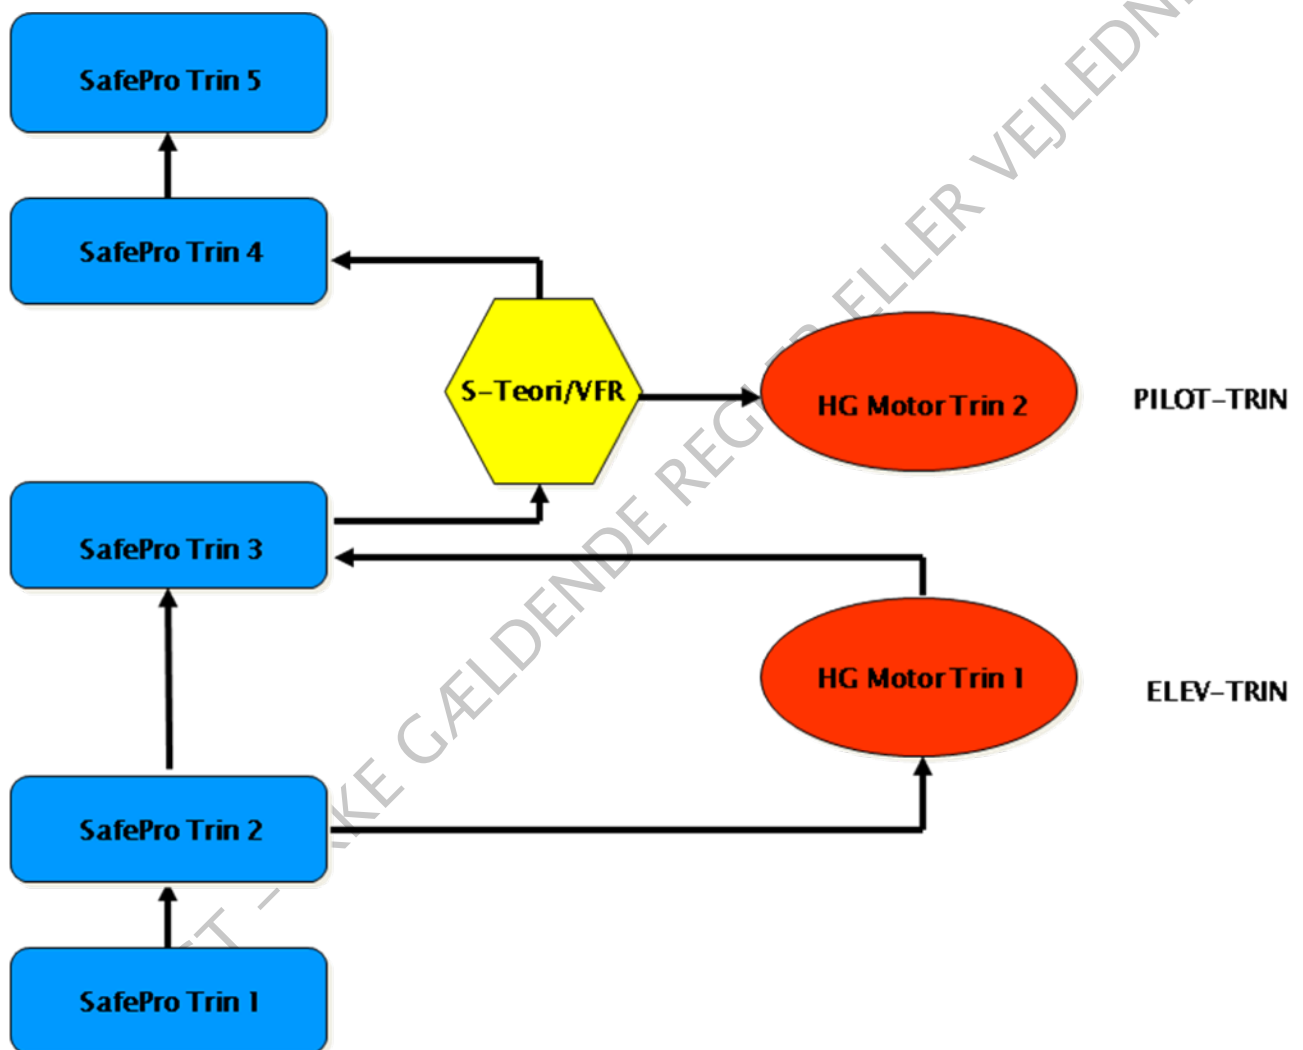 SafePro Trin 5
SafePro Trin 4
S-Teori/VFR
HG Motor Trin 2
PILOT-TRIN
SafePro Trin 3
HG Motor Trin 1
ELEV-TRIN
SafePro Trin 2
SafePro Trin 1
GÆLDENDE REGLER ELLER